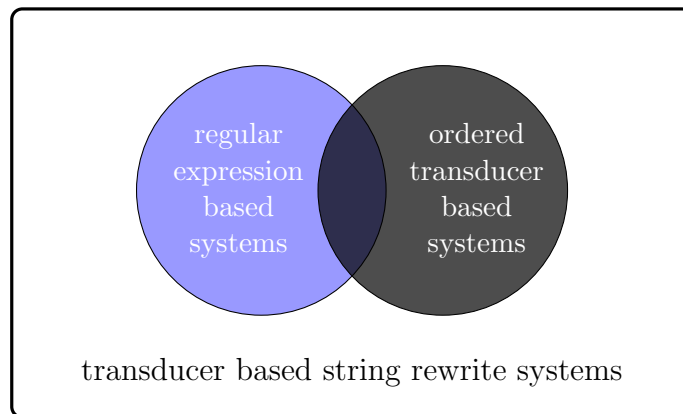 regular
expression
based
systems
ordered
transducer
based
systems
transducer based string rewrite systems